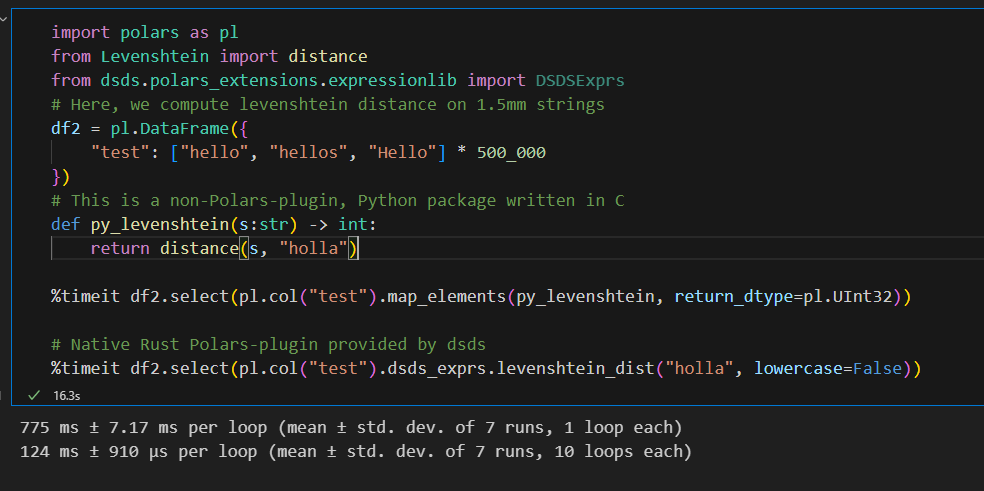 import polars as pl
from Levenshtein import distance
from dsds.polars_extensions.expressionlib import DSDSExprs
# Here, we compute levenshtein distance on 1.5mm strings
df2 = pl.DataFrame({
    "test": ["hello", "hellos", "Hello"] * 500_000
})
# This is a non-Polars-plugin, Python package written in C
def py_levenshtein(s:str) -> int:
    return distance(s, "holla")
%timeit df2.select(pl.col("test").map_elements(py_levenshtein, return_dtype=pl.UInt32))
# Native Rust Polars-plugin provided by dsds
%timeit df2.select(pl.col("test").dsds_exprs.levenshtein_dist("holla", lowercase=False))
✓ 16.3s
775 ms ± 7.17 ms per loop (mean ± std. dev. of 7 runs, 1 loop each)
124 ms ± 910 µs per loop (mean ± std. dev. of 7 runs, 10 loops each)